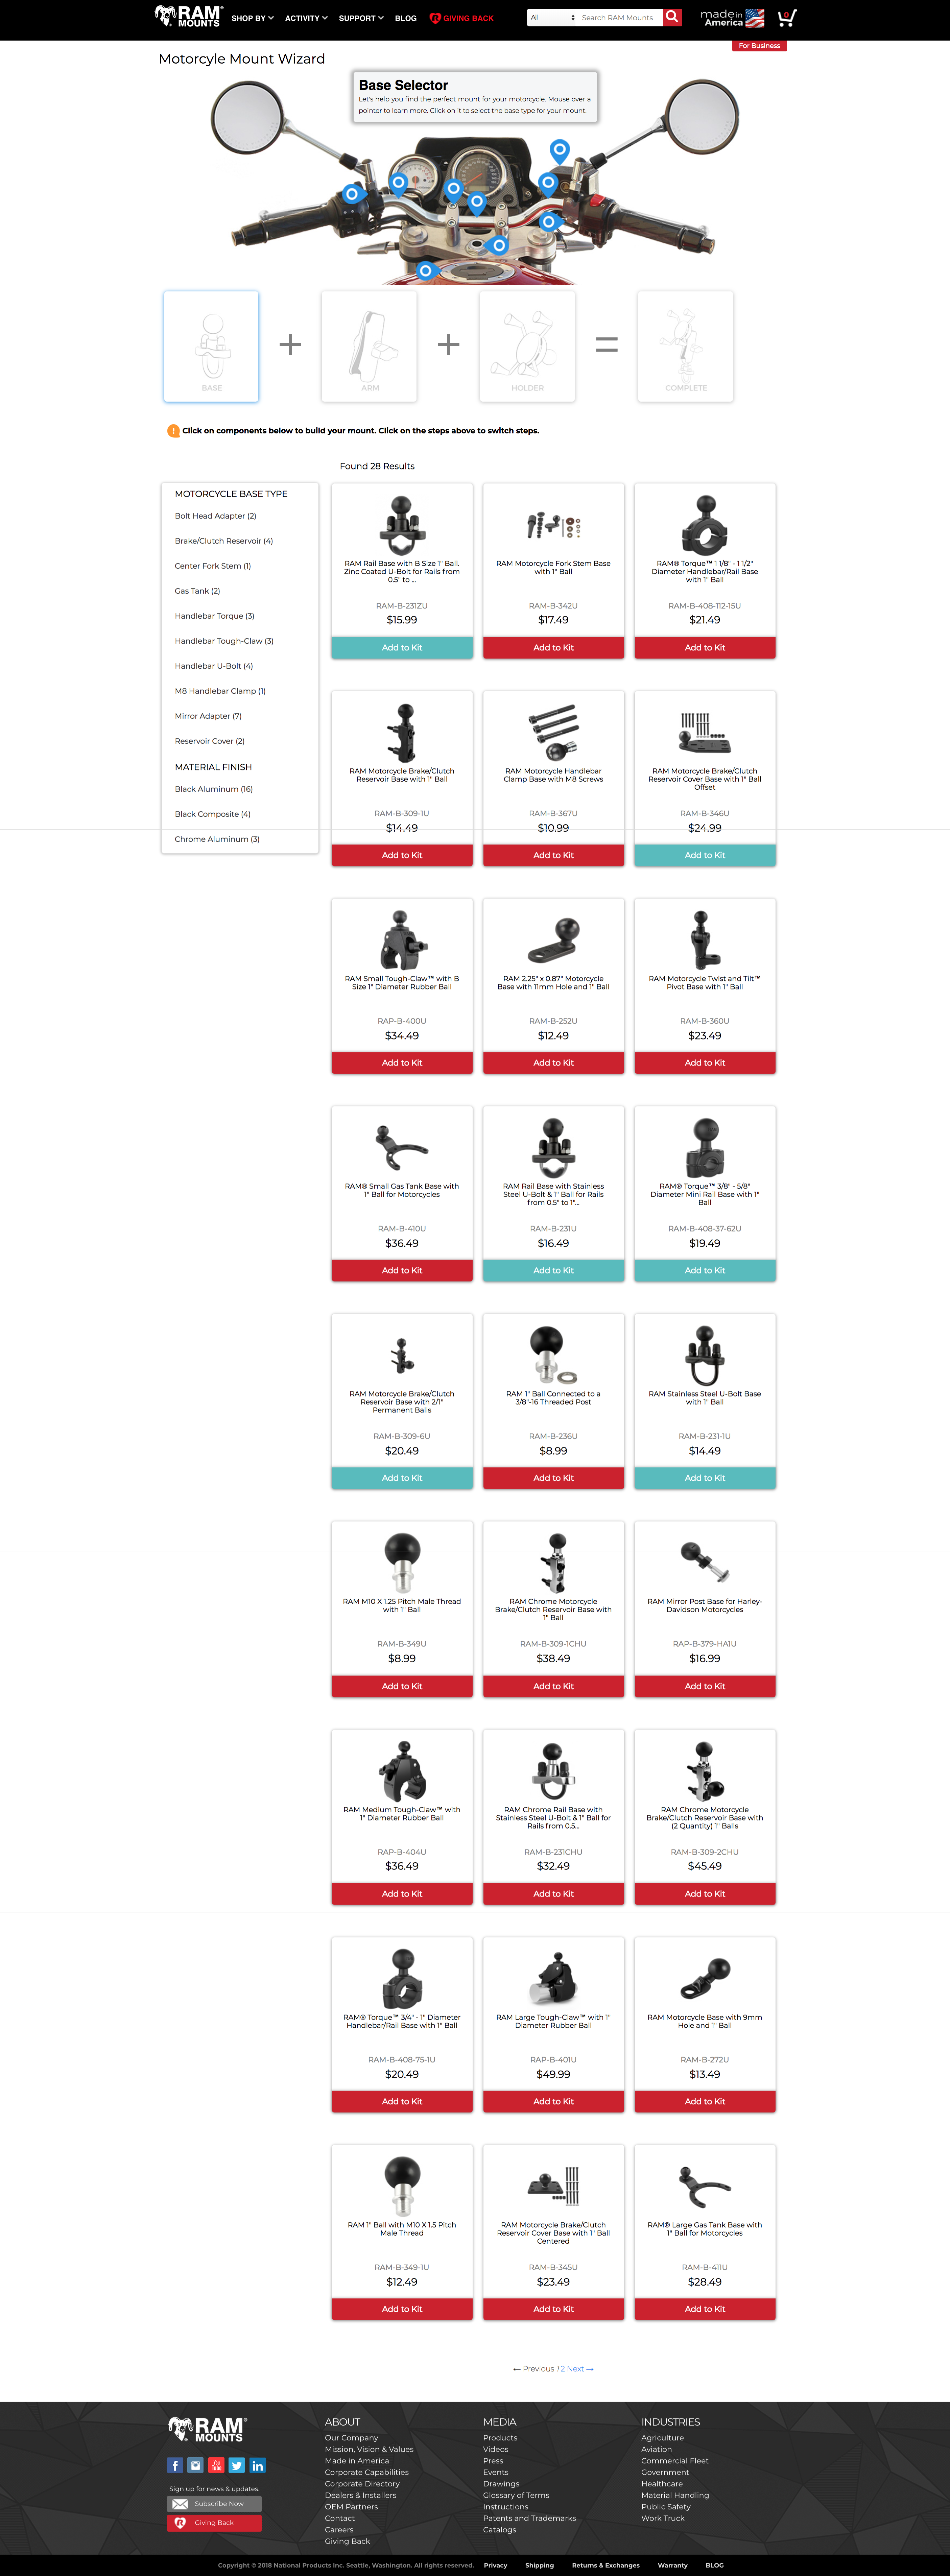 RAM MOUNTS
SHOP BY ACTIVITY SUPPORT BLOG GIVING BACK
All Search RAM Mounts
made in America
0
For Business
Motorcyle Mount Wizard
Base Selector
Let's help you find the perfect mount for your motorcycle. Mouse over a
pointer to learn more. Click on it to select the base type for your mount.
BASE + ARM + HOLDER = COMPLETE
! Click on components below to build your mount. Click on the steps above to switch steps.
Found 28 Results
MOTORCYCLE BASE TYPE
Bolt Head Adapter (2)
Brake/Clutch Reservoir (4)
Center Fork Stem (1)
Gas Tank (2)
Handlebar Torque (3)
Handlebar Tough-Claw (3)
Handlebar U-Bolt (4)
M8 Handlebar Clamp (1)
Mirror Adapter (7)
Reservoir Cover (2)
MATERIAL FINISH
Black Aluminum (16)
Black Composite (4)
Chrome Aluminum (3)
RAM Rail Base with B Size 1" Ball.
Zinc Coated U-Bolt for Rails from
0.5" to ...
RAM-B-231ZU
$15.99
Add to Kit
RAM Motorcycle Fork Stem Base
with 1" Ball
RAM-B-342U
$17.49
Add to Kit
RAM® Torque™ 1 1/8" - 1 1/2"
Diameter Handlebar/Rail Base
with 1" Ball
RAM-B-408-112-15U
$21.49
Add to Kit
RAM Motorcycle Brake/Clutch
Reservoir Base with 1" Ball
RAM-B-309-1U
$14.49
Add to Kit
RAM Motorcycle Handlebar
Clamp Base with M8 Screws
RAM-B-367U
$10.99
Add to Kit
RAM Motorcycle Brake/Clutch
Reservoir Cover Base with 1" Ball
Offset
RAM-B-346U
$24.99
Add to Kit
RAM Small Tough-Claw™ with B
Size 1" Diameter Rubber Ball
RAP-B-400U
$34.49
Add to Kit
RAM 2.25" x 0.87" Motorcycle
Base with 11mm Hole and 1" Ball
RAM-B-252U
$12.49
Add to Kit
RAM Motorcycle Twist and Tilt™
Pivot Base with 1" Ball
RAM-B-360U
$23.49
Add to Kit
RAM® Small Gas Tank Base with
1" Ball for Motorcycles
RAM-B-410U
$36.49
Add to Kit
RAM Rail Base with Stainless
Steel U-Bolt & 1" Ball for Rails
from 0.5" to 1"...
RAM-B-231U
$16.49
Add to Kit
RAM® Torque™ 3/8" - 5/8"
Diameter Mini Rail Base with 1"
Ball
RAM-B-408-37-62U
$19.49
Add to Kit
RAM Motorcycle Brake/Clutch
Reservoir Base with 2/1"
Permanent Balls
RAM-B-309-6U
$20.49
Add to Kit
RAM 1" Ball Connected to a
3/8"-16 Threaded Post
RAM-B-236U
$8.99
Add to Kit
RAM Stainless Steel U-Bolt Base
with 1" Ball
RAM-B-231-1U
$14.49
Add to Kit
RAM M10 X 1.25 Pitch Male Thread
with 1" Ball
RAM-B-349U
$8.99
Add to Kit
RAM Chrome Motorcycle
Brake/Clutch Reservoir Base with
1" Ball
RAM-B-309-1CHU
$38.49
Add to Kit
RAM Mirror Post Base for Harley-
Davidson Motorcycles
RAP-B-379-HA1U
$16.99
Add to Kit
RAM Medium Tough-Claw™ with
1" Diameter Rubber Ball
RAP-B-404U
$36.49
Add to Kit
RAM Chrome Rail Base with
Stainless Steel U-Bolt & 1" Ball for
Rails from 0.5...
RAM-B-231CHU
$32.49
Add to Kit
RAM Chrome Motorcycle
Brake/Clutch Reservoir Base with
(2 Quantity) 1" Balls
RAM-B-309-2CHU
$45.49
Add to Kit
RAM® Torque™ 3/4" - 1" Diameter
Handlebar/Rail Base with 1" Ball
RAM-B-408-75-1U
$20.49
Add to Kit
RAM Large Tough-Claw™ with 1"
Diameter Rubber Ball
RAP-B-401U
$49.99
Add to Kit
RAM Motorcycle Base with 9mm
Hole and 1" Ball
RAM-B-272U
$13.49
Add to Kit
RAM 1" Ball with M10 X 1.5 Pitch
Male Thread
RAM-B-349-1U
$12.49
Add to Kit
RAM Motorcycle Brake/Clutch
Reservoir Cover Base with 1" Ball
Centered
RAM-B-345U
$23.49
Add to Kit
RAM® Large Gas Tank Base with
1" Ball for Motorcycles
RAM-B-411U
$28.49
Add to Kit
← Previous 1 2 Next →
RAM MOUNTS
Sign up for news & updates.
Subscribe Now
Giving Back
ABOUT
Our Company
Mission, Vision & Values
Made in America
Corporate Capabilities
Corporate Directory
Dealers & Installers
OEM Partners
Contact
Careers
Giving Back
MEDIA
Products
Videos
Press
Events
Drawings
Glossary of Terms
Instructions
Patents and Trademarks
Catalogs
INDUSTRIES
Agriculture
Aviation
Commercial Fleet
Government
Healthcare
Material Handling
Public Safety
Work Truck
Copyright © 2018 National Products Inc. Seattle, Washington. All rights reserved. Privacy Shipping Returns & Exchanges Warranty BLOG